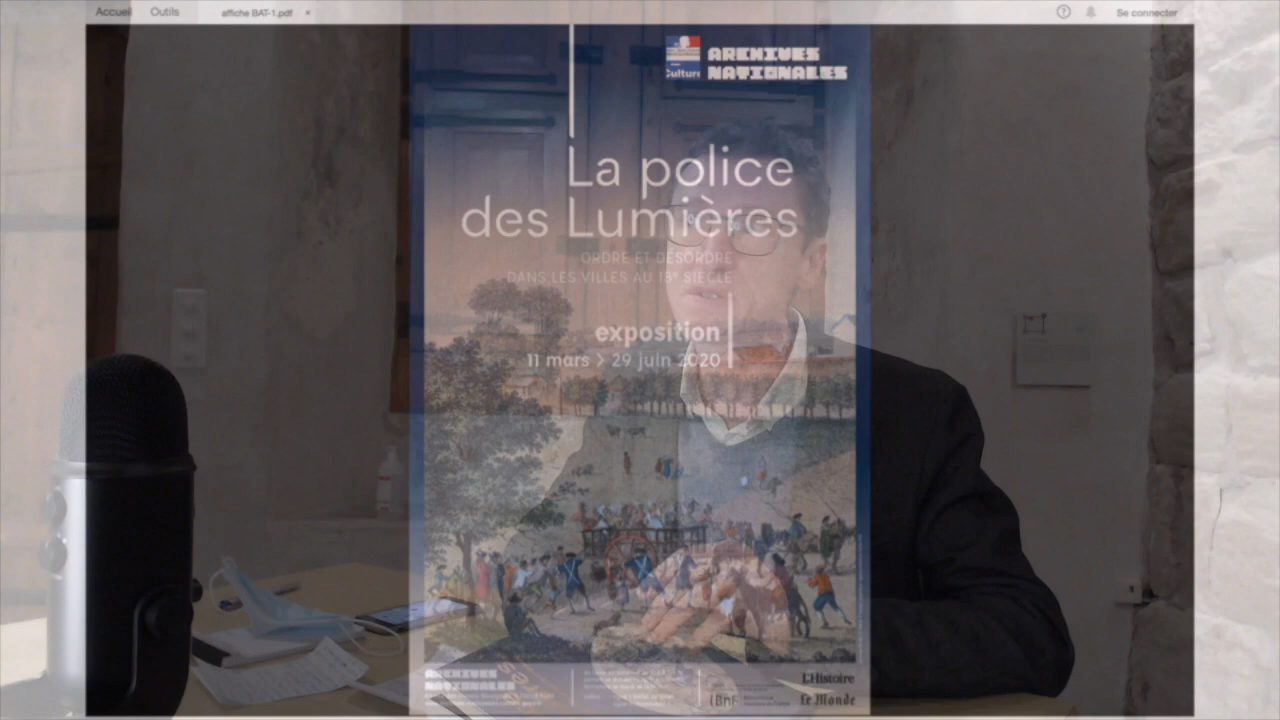 Accueil Outils affiche BAT-1.pdf × ? Se connecter
Culture
ARCHIVES
NATIONALES
La police
des Lumières
ORDRE ET DÉSORDRE
DANS LES VILLES AU 18e SIÈCLE
exposition
11 mars > 29 juin 2020
ARCHIVES
NATIONALES
L'Histoire
BnF
Le Monde